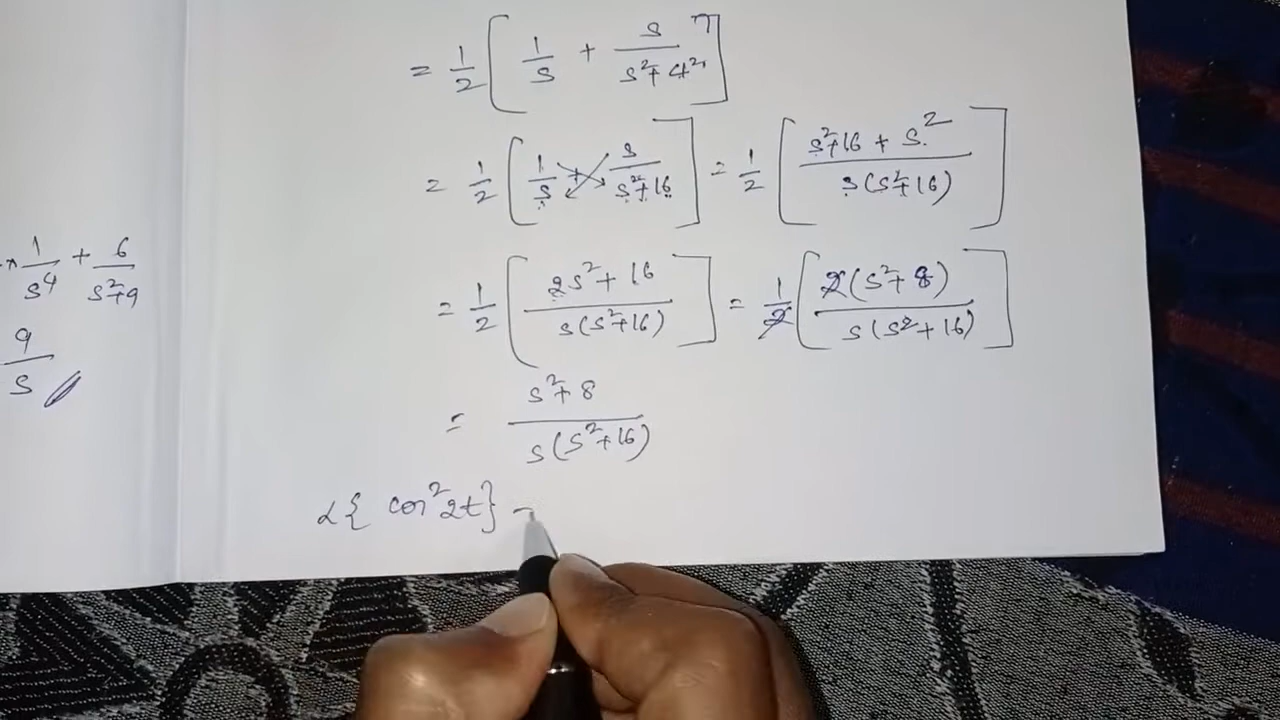 = 1/2 [ 1/s + s/(s²+4²) ]
= 1/2 [ 1/s + s/(s²+16) ] = 1/2 [ (s²+16 + s²)/(s(s²+16)) ]
= 1/2 [ (2s² + 16)/(s(s²+16)) ] = 1/2 [ 2(s²+8)/(s(s²+16)) ]
= (s²+8)/(s(s²+16))
L{ cos²2t } =
1/s⁴ + 6/(s²+9)
9/s